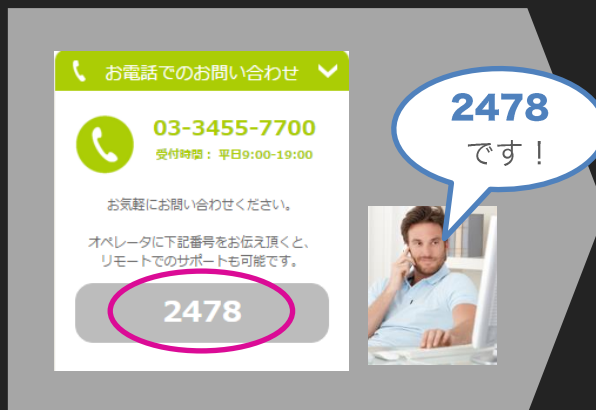 お電話でのお問い合わせ
03-3455-7700
受付時間： 平日9:00-19:00
お気軽にお問い合わせください。
オペレータに下記番号をお伝え頂くと、
リモートでのサポートも可能です。
2478
2478
です！